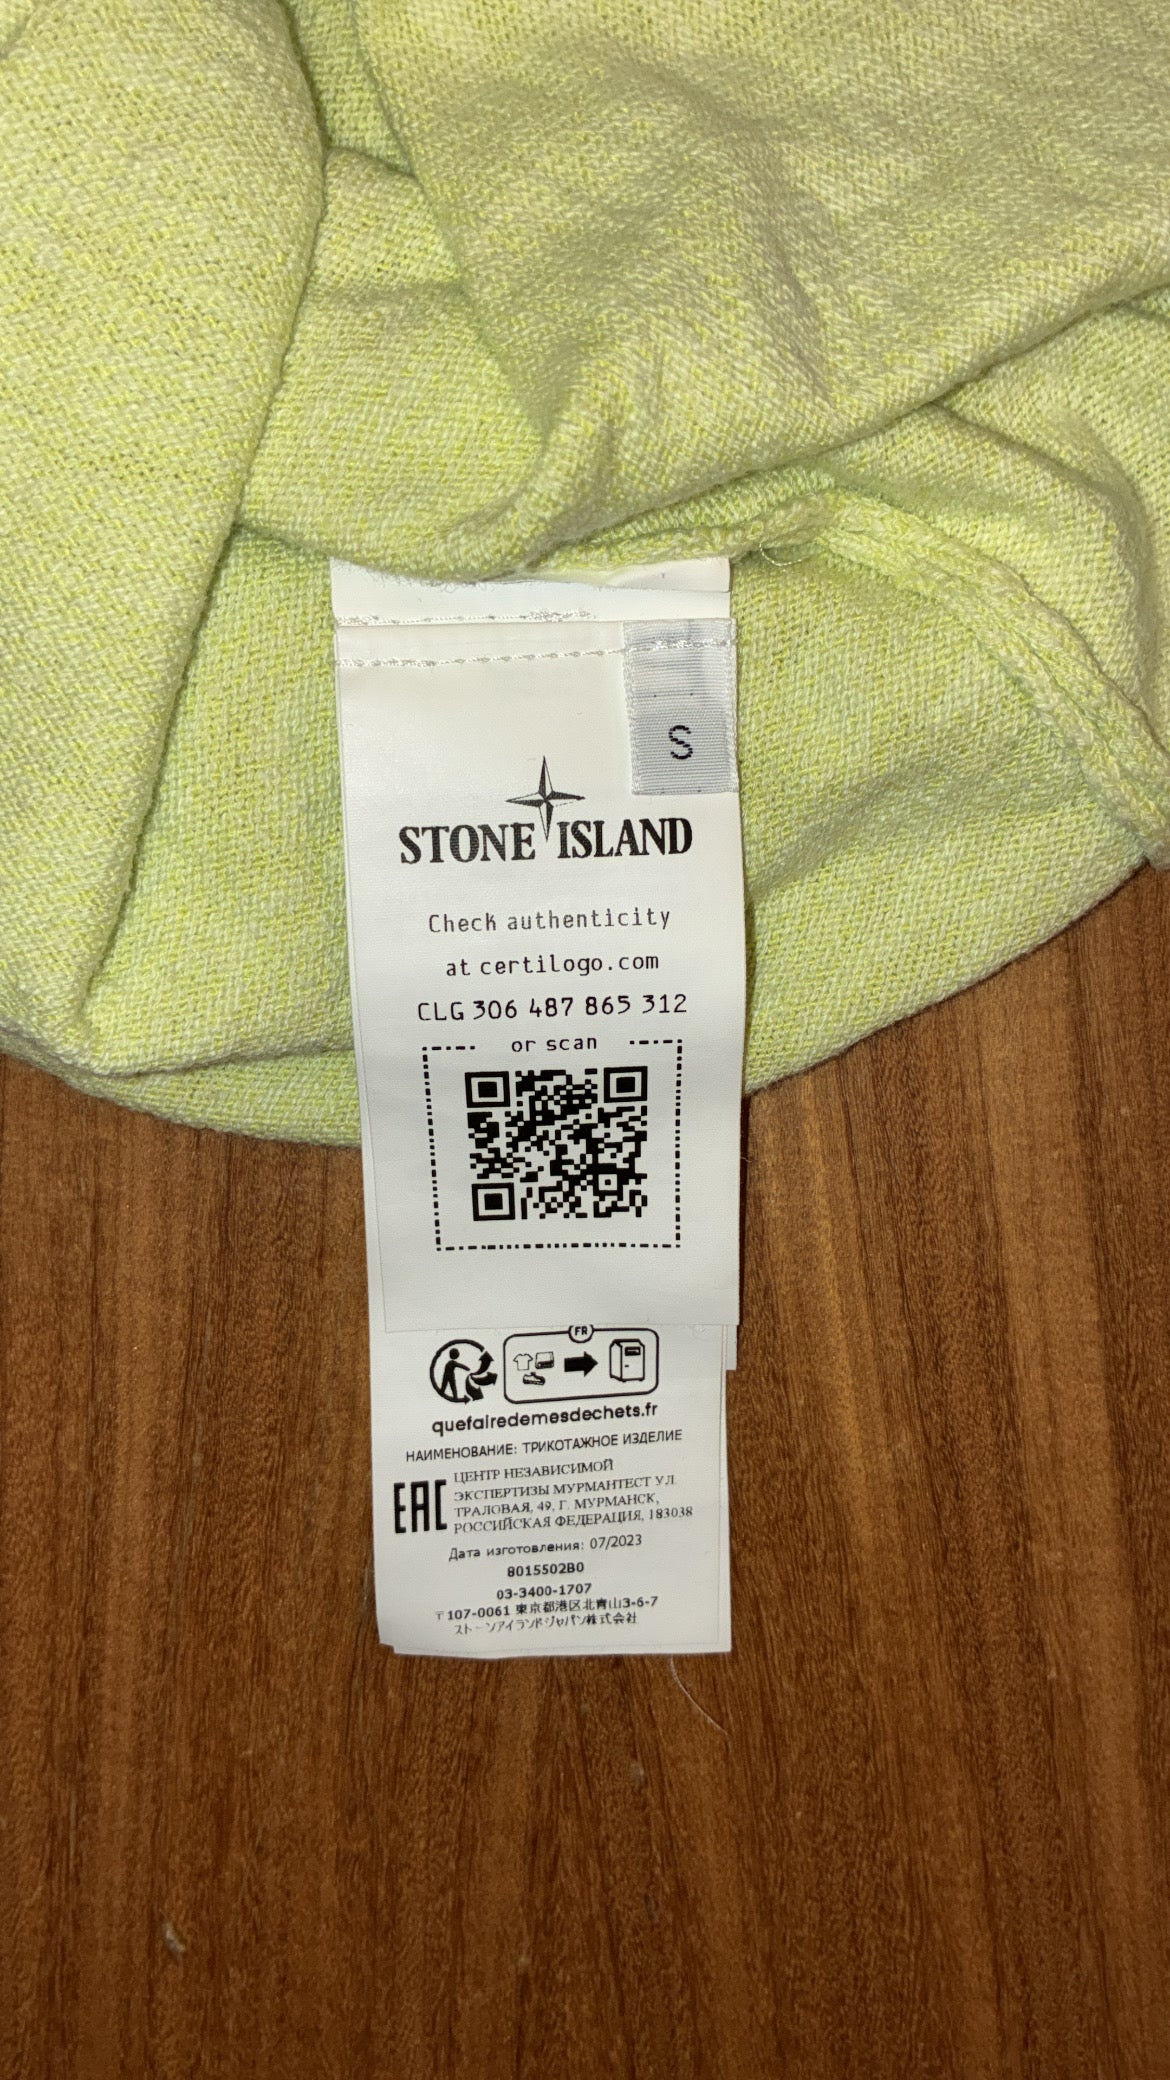 S
STONE ISLAND
Check authenticity
at certilogo.com
CLG 306 487 865 312
or scan
FR
quefairedemesdechets.fr
НАИМЕНОВАНИЕ: ТРИКОТАЖНОЕ ИЗДЕЛИЕ
EAC
ЦЕНТР НЕЗАВИСИМОЙ
ЭКСПЕРТИЗЫ МУРМАНТЕСТ УЛ.
ТРАЛОВАЯ, 49, Г. МУРМАНСК,
РОССИЙСКАЯ ФЕДЕРАЦИЯ, 183038
Дата изготовления: 07/2023
8015502B0
03-3400-1707
〒107-0061 東京都港区北青山3-6-7
ストーンアイランドジャパン株式会社